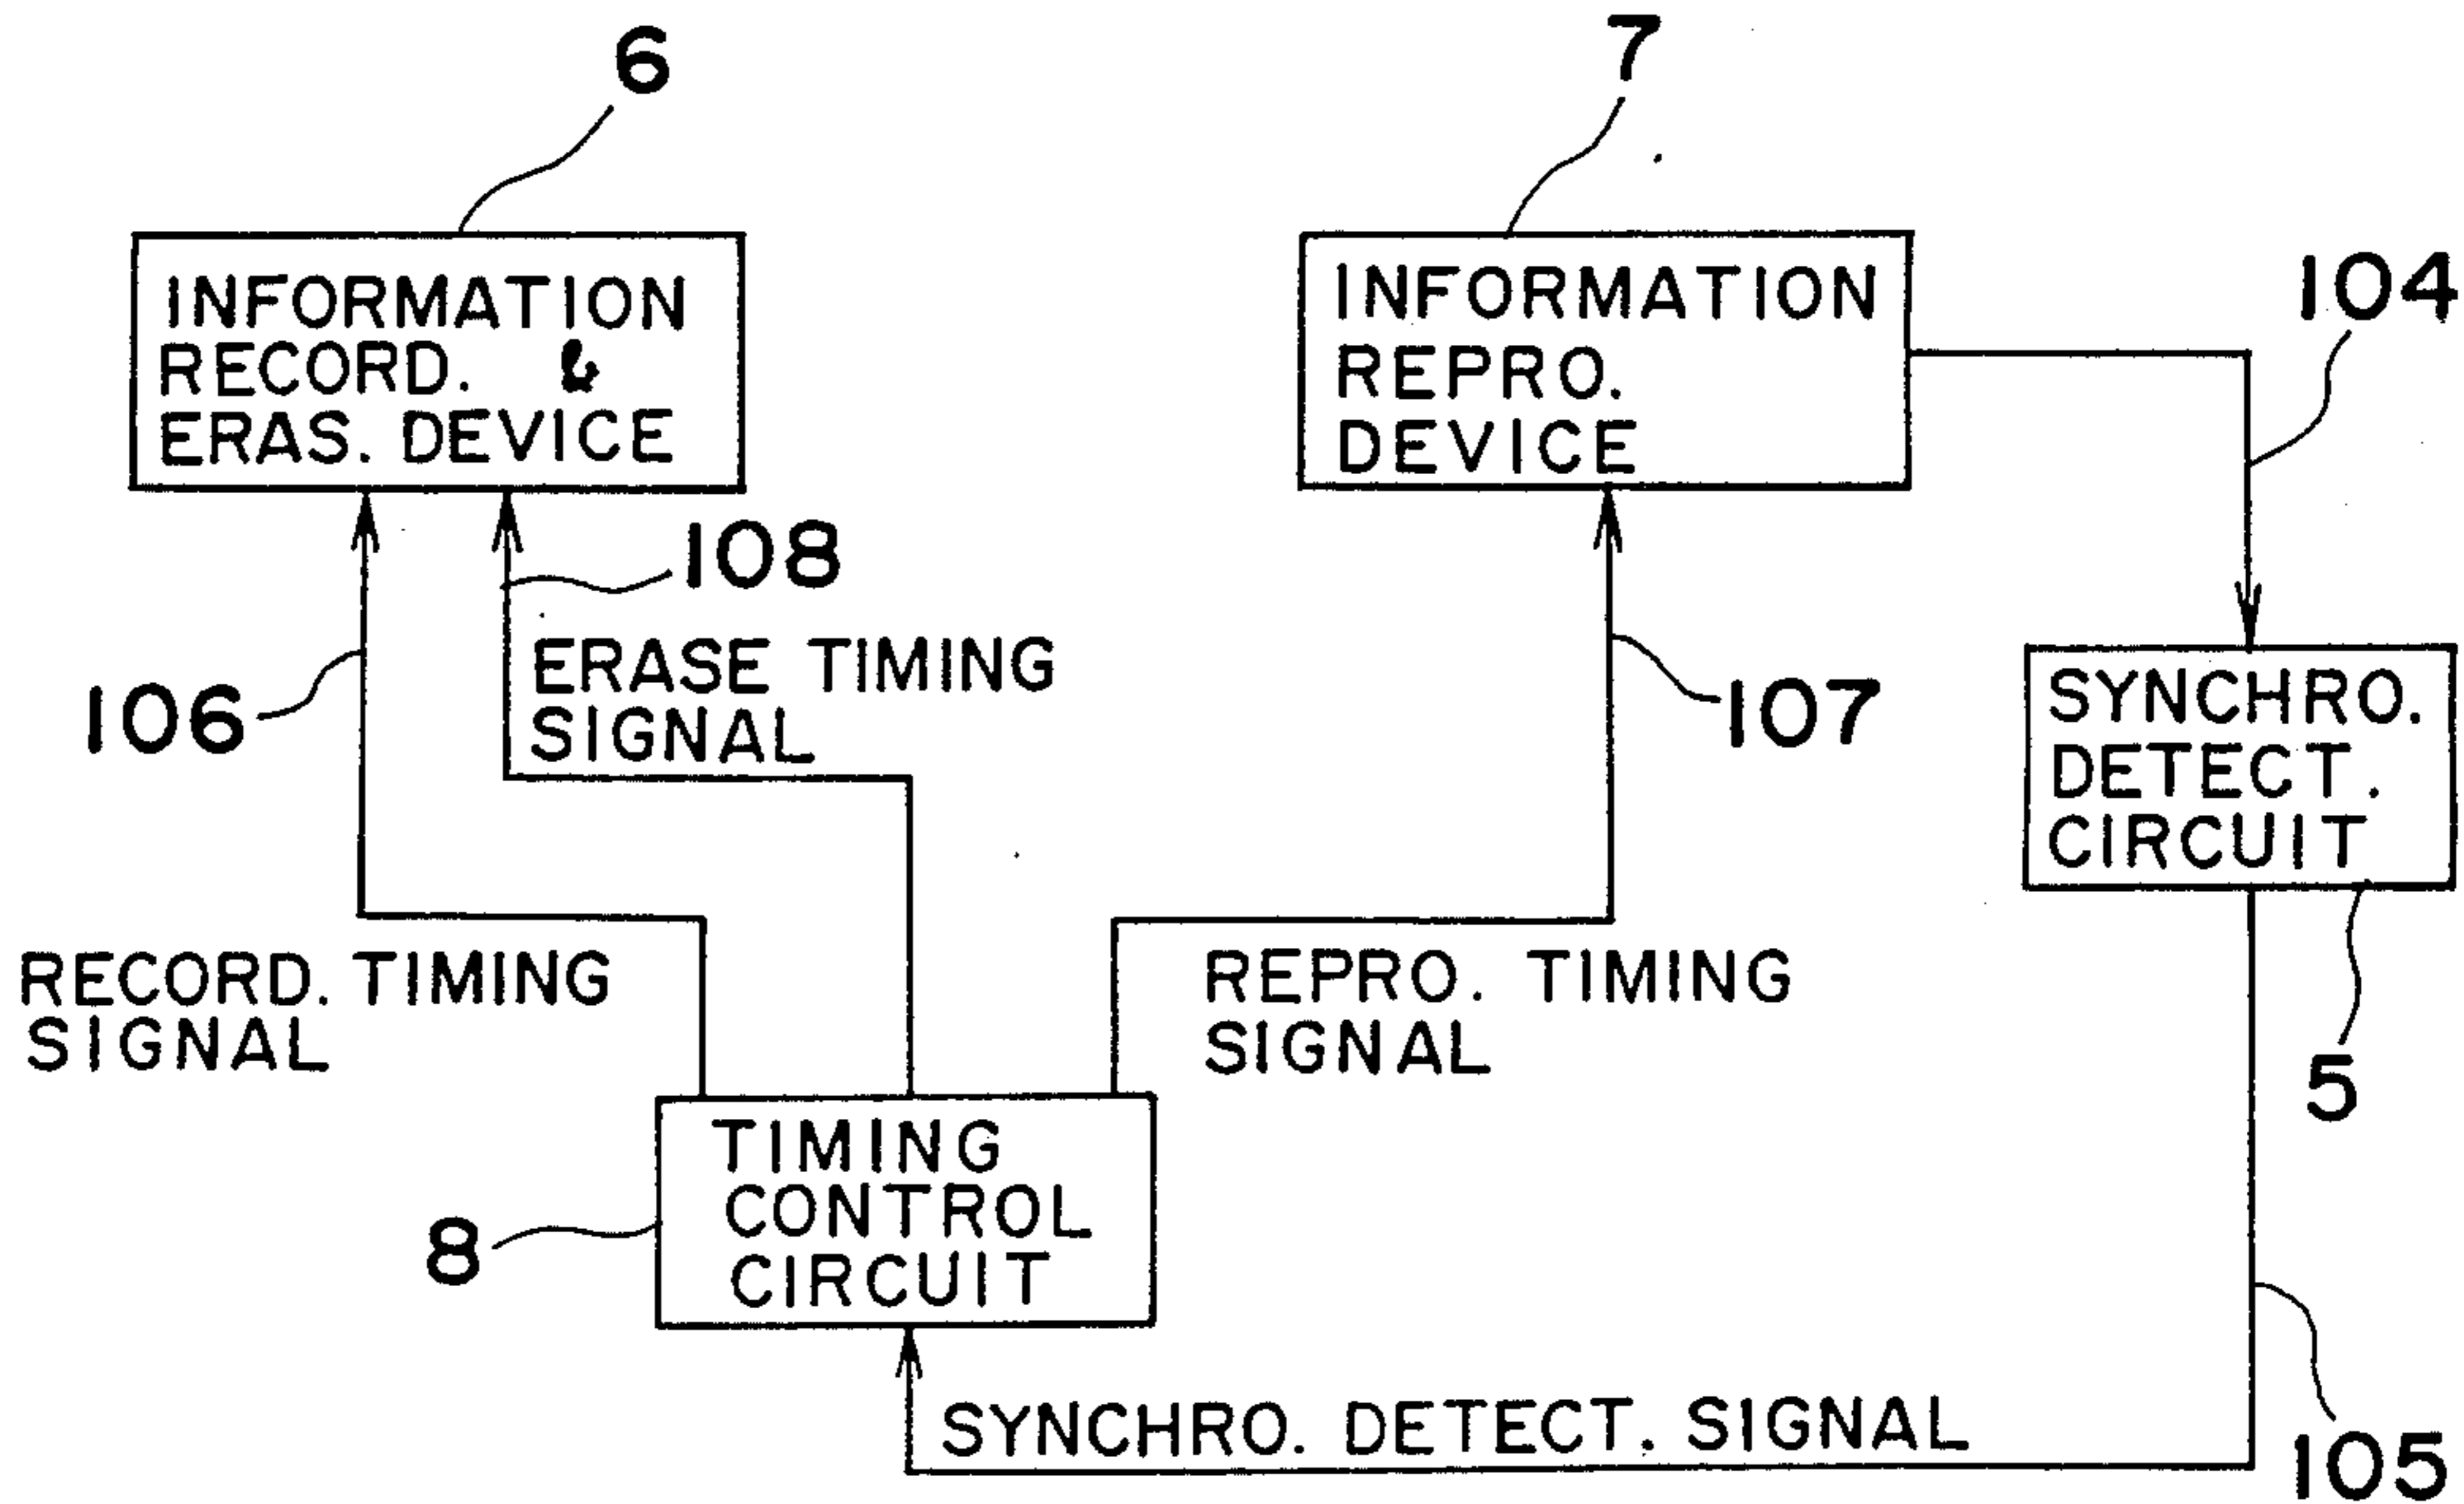 6
7
INFORMATION
RECORD. &
ERAS. DEVICE
INFORMATION
REPRO.
DEVICE
104
108
106
ERASE TIMING
SIGNAL
107
SYNCHRO.
DETECT.
CIRCUIT
RECORD. TIMING
SIGNAL
REPRO. TIMING
SIGNAL
5
TIMING
CONTROL
CIRCUIT
8
SYNCHRO. DETECT. SIGNAL
105